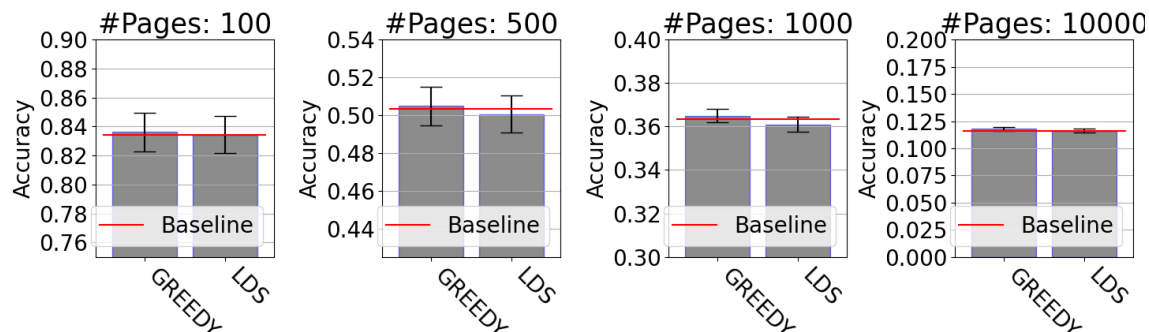 #Pages: 100
0.90
0.88
0.86
0.84
0.82
0.80
0.78
0.76
Accuracy
Baseline
GREEDY
LDS
#Pages: 500
0.54
0.52
0.50
0.48
0.46
0.44
Accuracy
Baseline
GREEDY
LDS
#Pages: 1000
0.40
0.38
0.36
0.34
0.32
0.30
Accuracy
Baseline
GREEDY
LDS
#Pages: 10000
0.200
0.175
0.150
0.125
0.100
0.075
0.050
0.025
0.000
Accuracy
Baseline
GREEDY
LDS